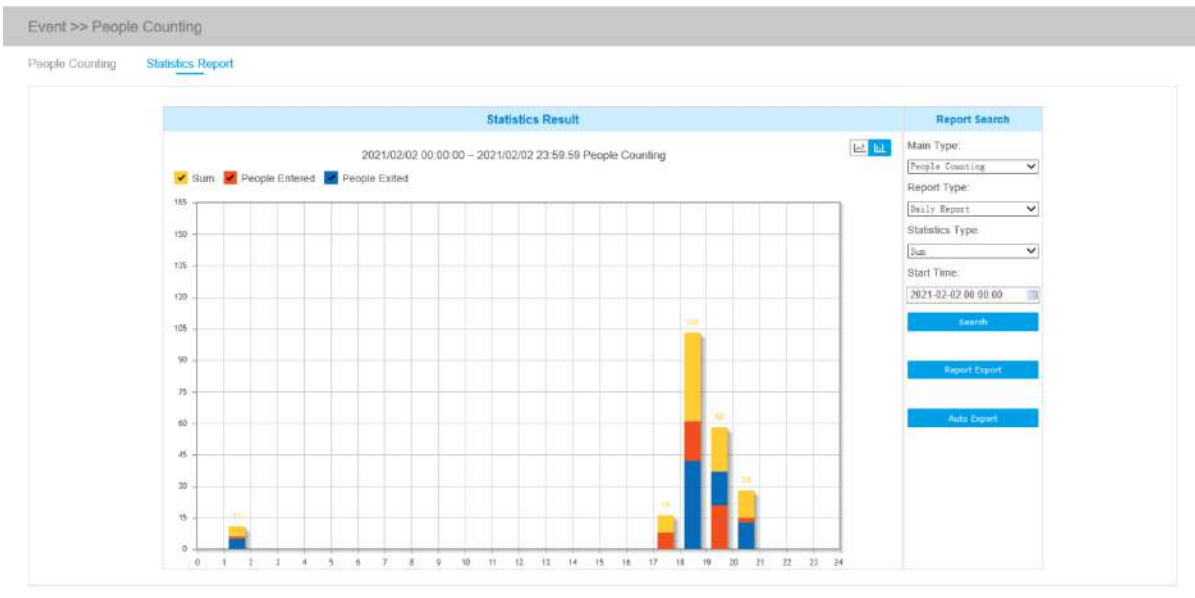 Event >> People Counting
People Counting
Statistics Report
Statistics Result
Report Search
2021/02/02 00:00:00 – 2021/02/02 23:59:59 People Counting
Sum
People Entered
People Exited
Main Type:
People Counting
Report Type:
Daily Report
Statistics Type:
Sum
Start Time:
2021-02-02 00:00:00
Search
Report Export
Auto Export
165
150
135
120
105
90
75
60
45
30
15
0
0 1 2 3 4 5 6 7 8 9 10 11 12 13 14 15 16 17 18 19 20 21 22 23 24
11